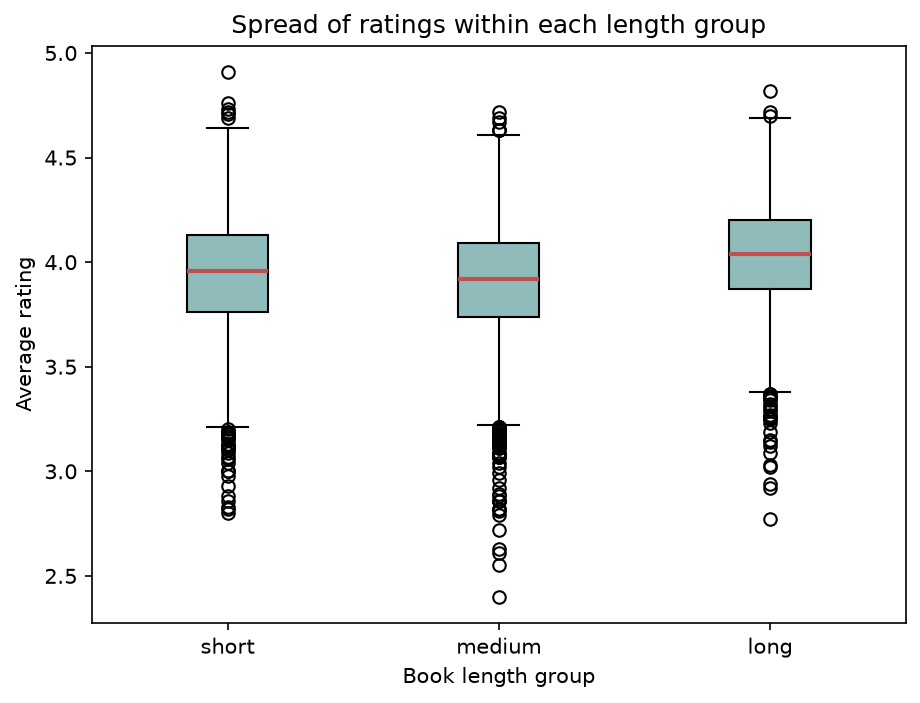 Spread of ratings within each length group
Average rating
5.0
4.5
4.0
3.5
3.0
2.5
short medium long
Book length group